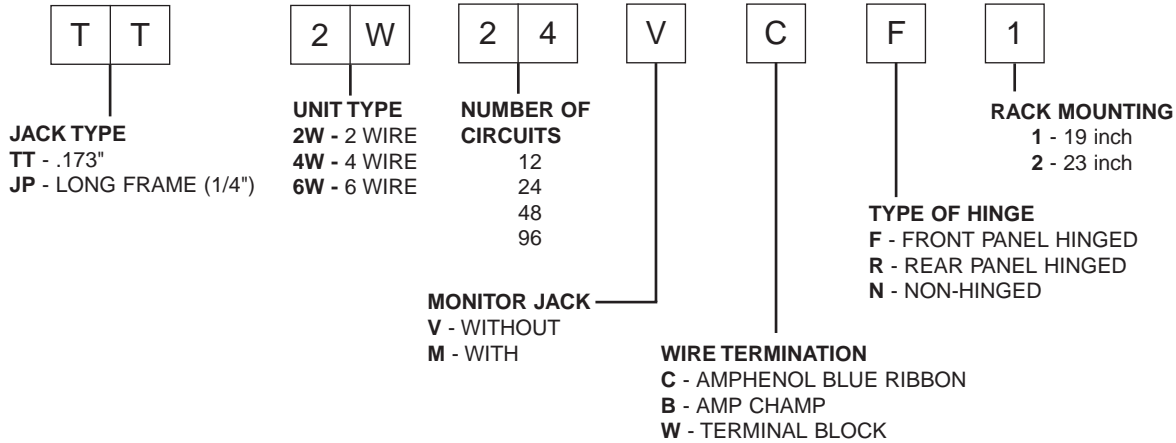 T T 2 W 2 4 V C F 1
JACK TYPE
TT - .173"
JP - LONG FRAME (1/4")
UNIT TYPE
2W - 2 WIRE
4W - 4 WIRE
6W - 6 WIRE
NUMBER OF
CIRCUITS
12
24
48
96
MONITOR JACK
V - WITHOUT
M - WITH
WIRE TERMINATION
C - AMPHENOL BLUE RIBBON
B - AMP CHAMP
W - TERMINAL BLOCK
TYPE OF HINGE
F - FRONT PANEL HINGED
R - REAR PANEL HINGED
N - NON-HINGED
RACK MOUNTING
1 - 19 inch
2 - 23 inch